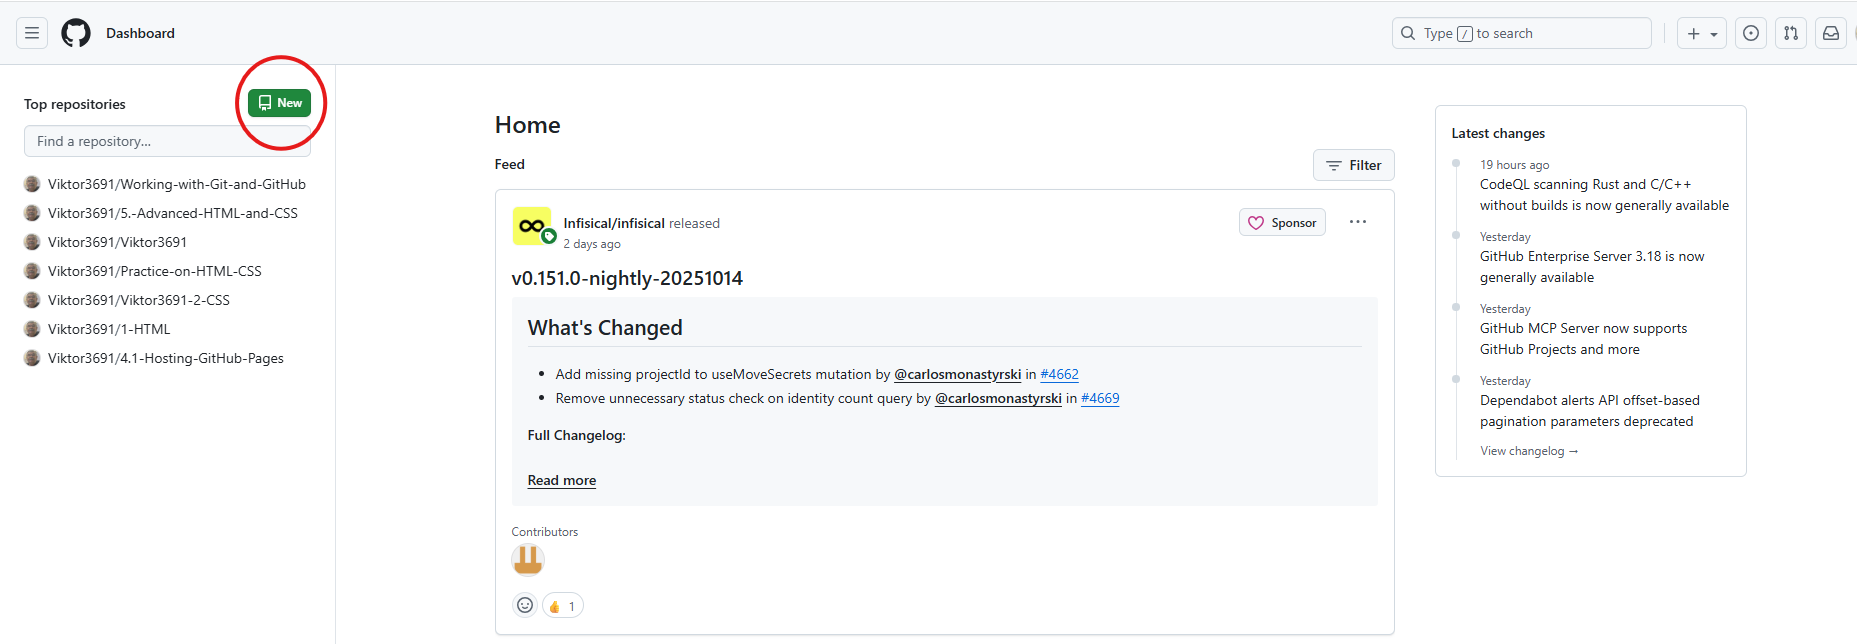 Dashboard
Type / to search
Top repositories
New
Find a repository...
Viktor3691/Working-with-Git-and-GitHub
Viktor3691/5.-Advanced-HTML-and-CSS
Viktor3691/Viktor3691
Viktor3691/Practice-on-HTML-CSS
Viktor3691/Viktor3691-2-CSS
Viktor3691/1-HTML
Viktor3691/4.1-Hosting-GitHub-Pages
Home
Feed
Filter
Infisical/infisical released
2 days ago
Sponsor
v0.151.0-nightly-20251014
What's Changed
Add missing projectId to useMoveSecrets mutation by @carlosmonastyrski in #4662
Remove unnecessary status check on identity count query by @carlosmonastyrski in #4669
Full Changelog:
Read more
Contributors
1
Latest changes
19 hours ago
CodeQL scanning Rust and C/C++
without builds is now generally available
Yesterday
GitHub Enterprise Server 3.18 is now
generally available
Yesterday
GitHub MCP Server now supports
GitHub Projects and more
Yesterday
Dependabot alerts API offset-based
pagination parameters deprecated
View changelog →